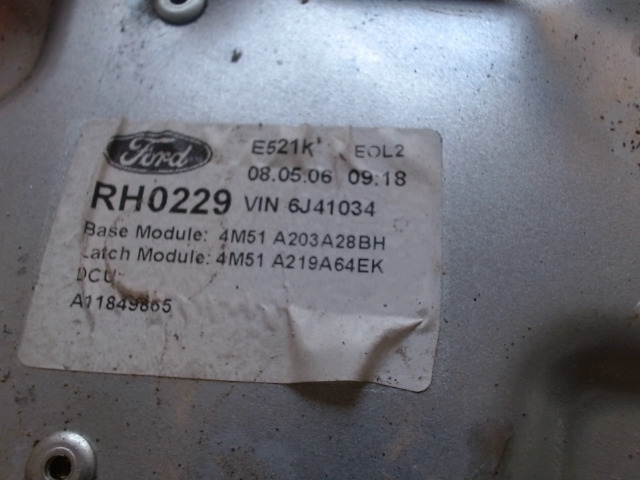 Ford
E521K EOL2
08.05.06 09:18
RH0229 VIN 6J41034
Base Module: 4M51 A203A28BH
Latch Module: 4M51 A219A64EK
DCU:
A11849865